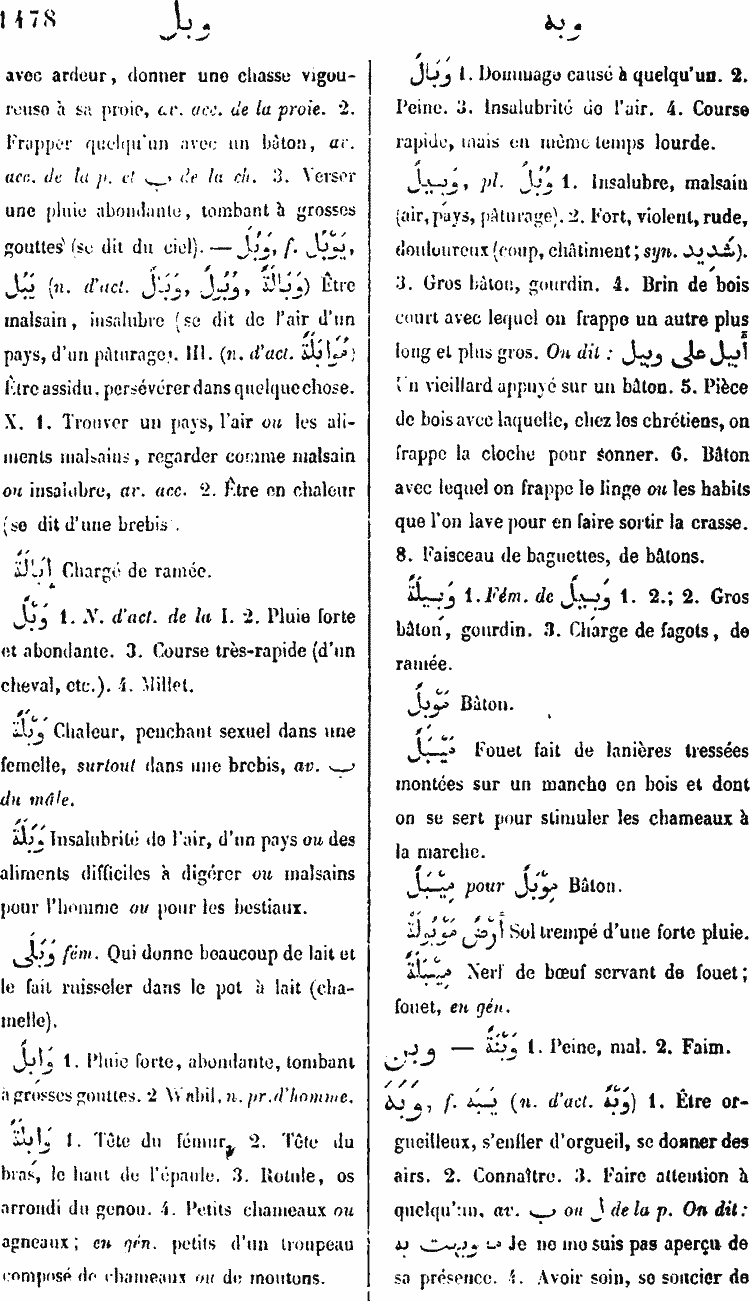 1478
وبل
وبه
avec ardeur, donner une chasse vigou-
reuse à sa proie, av. acc. de la proie. 2.
Frapper quelqu'un avec un bâton, av.
acc. de la p. et ب de la ch. 3. Verser
une pluie abondante, tombant à grosses
gouttes (se dit du ciel). — وَبُلَ, f. يَوْبُلُ,
يَبُلُ (n. d'act. وَبَالٌ, وُبُولٌ, وَبَالَةٌ) Être
malsain, insalubre (se dit de l'air d'un
pays, d'un pâturage). III. (n. d'act. مُوَابَلَةٌ)
Être assidu, persévérer dans quelque chose.
X. 1. Trouver un pays, l'air ou les ali-
ments malsains, regarder comme malsain
ou insalubre, av. acc. 2. Être en chaleur
(se dit d'une brebis).
إِبَالَةٌ Chargé de ramée.
وَبْلٌ 1. N. d'act. de la I. 2. Pluie forte
et abondante. 3. Course très-rapide (d'un
cheval, etc.). 4. Millet.
وَبْلَةٌ Chaleur, penchant sexuel dans une
femelle, surtout dans une brebis, av. ب
du mâle.
وَبَلَةٌ Insalubrité de l'air, d'un pays ou des
aliments difficiles à digérer ou malsains
pour l'homme ou pour les bestiaux.
وَبَلَى fém. Qui donne beaucoup de lait et
le fait ruisseler dans le pot à lait (cha-
melle).
وَابِلٌ 1. Pluie forte, abondante, tombant
à grosses gouttes. 2 Wabil, n. pr. d'homme.
وَابِلَةٌ 1. Tête du fémur, 2. Tête du
bras, le haut de l'épaule. 3. Rotule, os
arrondi du genou. 4. Petits chameaux ou
agneaux; en gén. petits d'un troupeau
composé de chameaux ou de moutons.
وَبَالٌ 1. Dommage causé à quelqu'un. 2.
Peine. 3. Insalubrité de l'air. 4. Course
rapide, mais en même temps lourde.
وَبِيلٌ, pl. وُبُلٌ 1. Insalubre, malsain
(air, pays, pâturage). 2. Fort, violent, rude,
douloureux (coup, châtiment; syn. شَدِيد).
3. Gros bâton, gourdin. 4. Brin de bois
court avec lequel on frappe un autre plus
long et plus gros. On dit : أبيل على وبيل
Un vieillard appuyé sur un bâton. 5. Pièce
de bois avec laquelle, chez les chrétiens, on
frappe la cloche pour sonner. 6. Bâton
avec lequel on frappe le linge ou les habits
que l'on lave pour en faire sortir la crasse.
8. Faisceau de baguettes, de bâtons.
وَبِيلَةٌ 1. Fém. de وَبِيلٌ 1. 2.; 2. Gros
bâton, gourdin. 3. Charge de fagots, de
ramée.
مَوْبِلٌ Bâton.
مَيْبَلٌ Fouet fait de lanières tressées
montées sur un manche en bois et dont
on se sert pour stimuler les chameaux à
la marche.
مِيبَلٌ pour مِوْبَلٌ Bâton.
أَرْضٌ مَوْبُولَةٌ Sol trempé d'une forte pluie.
مِيبَلَةٌ Nerf de bœuf servant de fouet;
fouet, en gén.
وبن — وَبْنَةٌ 1. Peine, mal. 2. Faim.
وَبَهَ, f. يَبَهُ (n. d'act. وَبْهٌ) 1. Être or-
gueilleux, s'enfler d'orgueil, se donner des
airs. 2. Connaître. 3. Faire attention à
quelqu'un, av. ب ou ل de la p. On dit:
ما وبهت به Je ne me suis pas aperçu de
sa présence. 4. Avoir soin, se soucier de